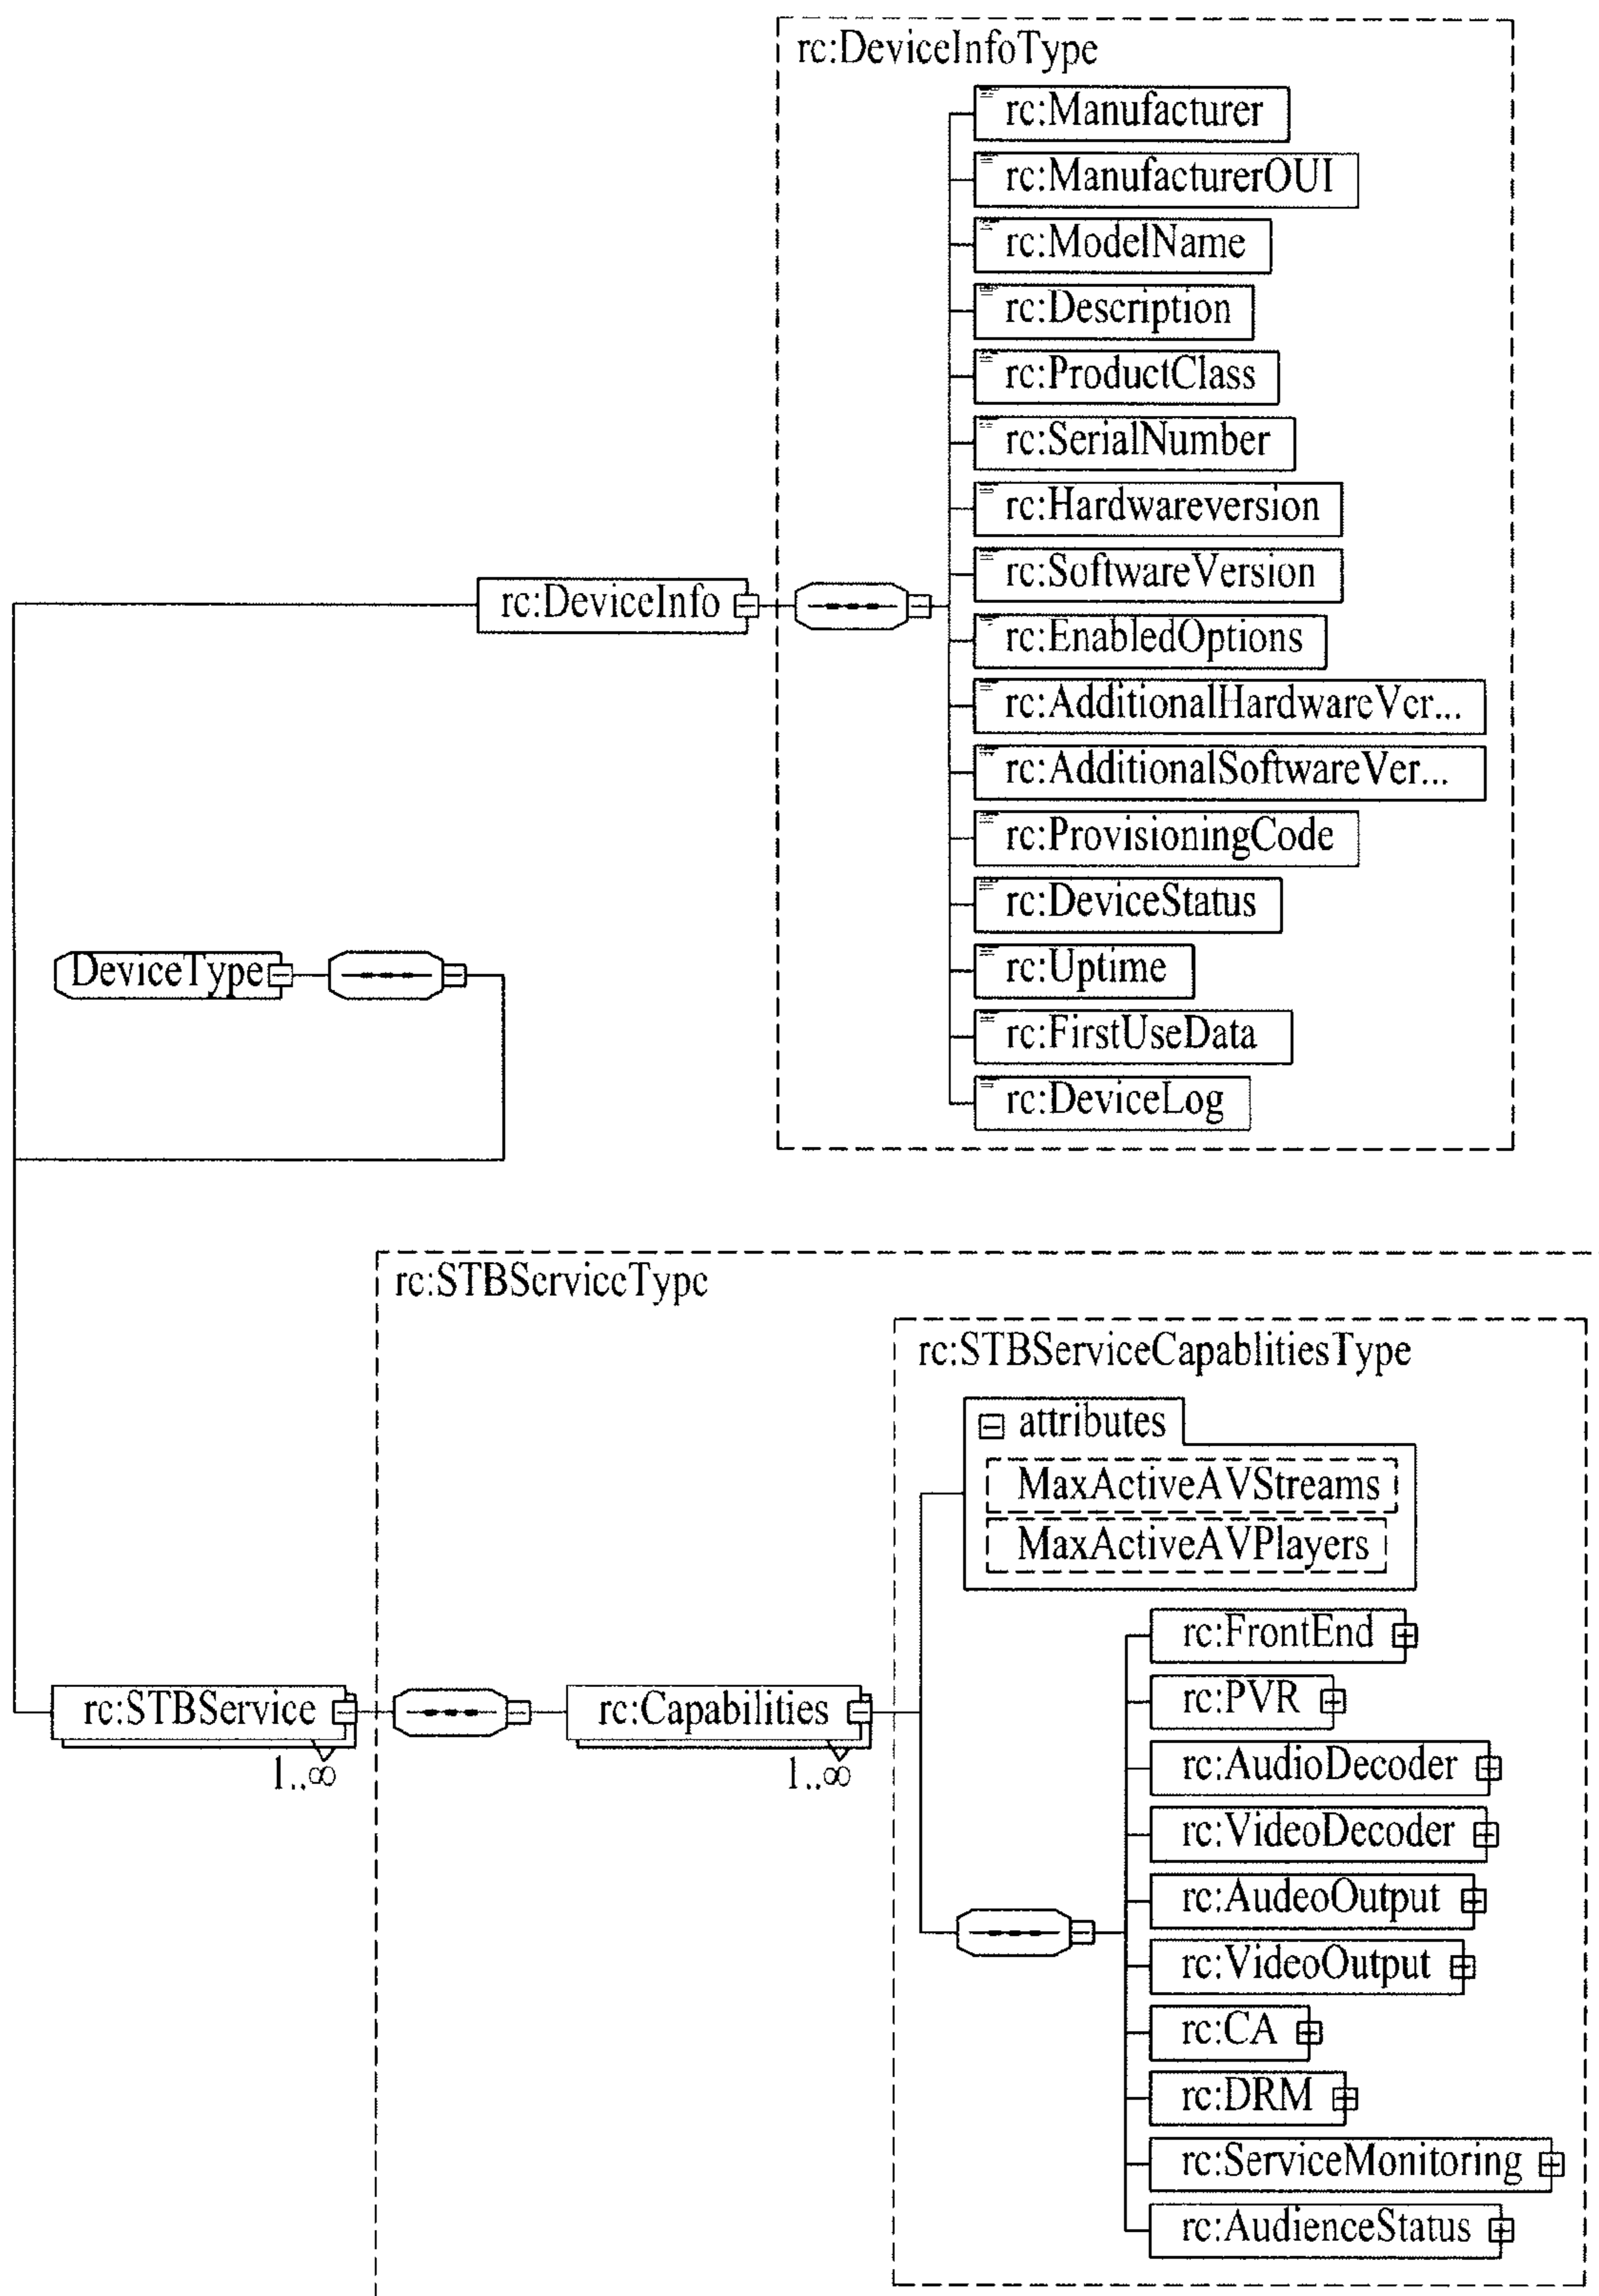 rc:DeviceInfoType
rc:Manufacturer
rc:ManufacturerOUI
rc:ModelName
rc:Description
rc:ProductClass
rc:SerialNumber
rc:Hardwareversion
rc:SoftwareVersion
rc:EnabledOptions
rc:AdditionalHardwareVer...
rc:AdditionalSoftwareVer...
rc:ProvisioningCode
rc:DeviceStatus
rc:Uptime
rc:FirstUseData
rc:DeviceLog
rc:DeviceInfo
DeviceType
rc:STBServiceType
rc:STBServiceCapablitiesType
attributes
MaxActiveAVStreams
MaxActiveAVPlayers
rc:STBService
1..∞
rc:Capabilities
1..∞
rc:FrontEnd
rc:PVR
rc:AudioDecoder
rc:VideoDecoder
rc:AudeoOutput
rc:VideoOutput
rc:CA
rc:DRM
rc:ServiceMonitoring
rc:AudienceStatus